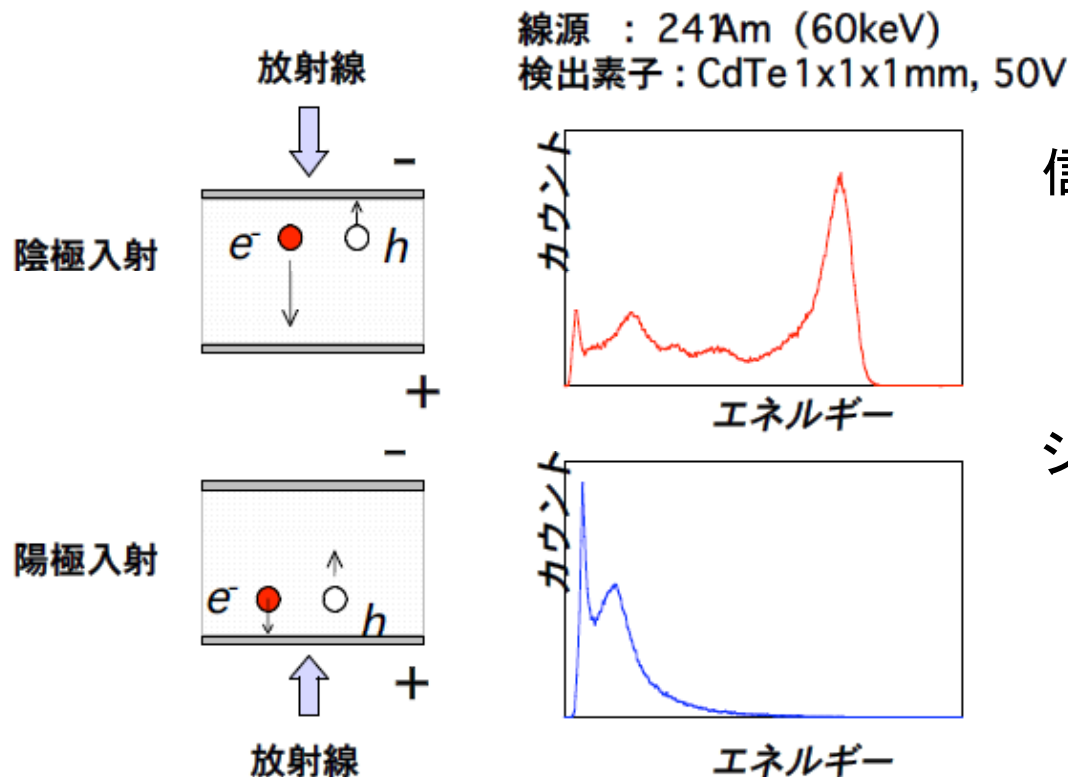 線源 : 241Am (60keV)
検出素子 : CdTe 1x1x1mm, 50V
放射線
-
陰極入射
e-
h
+
カウント
エネルギー
-
陽極入射
e-
h
+
放射線
カウント
エネルギー
シ